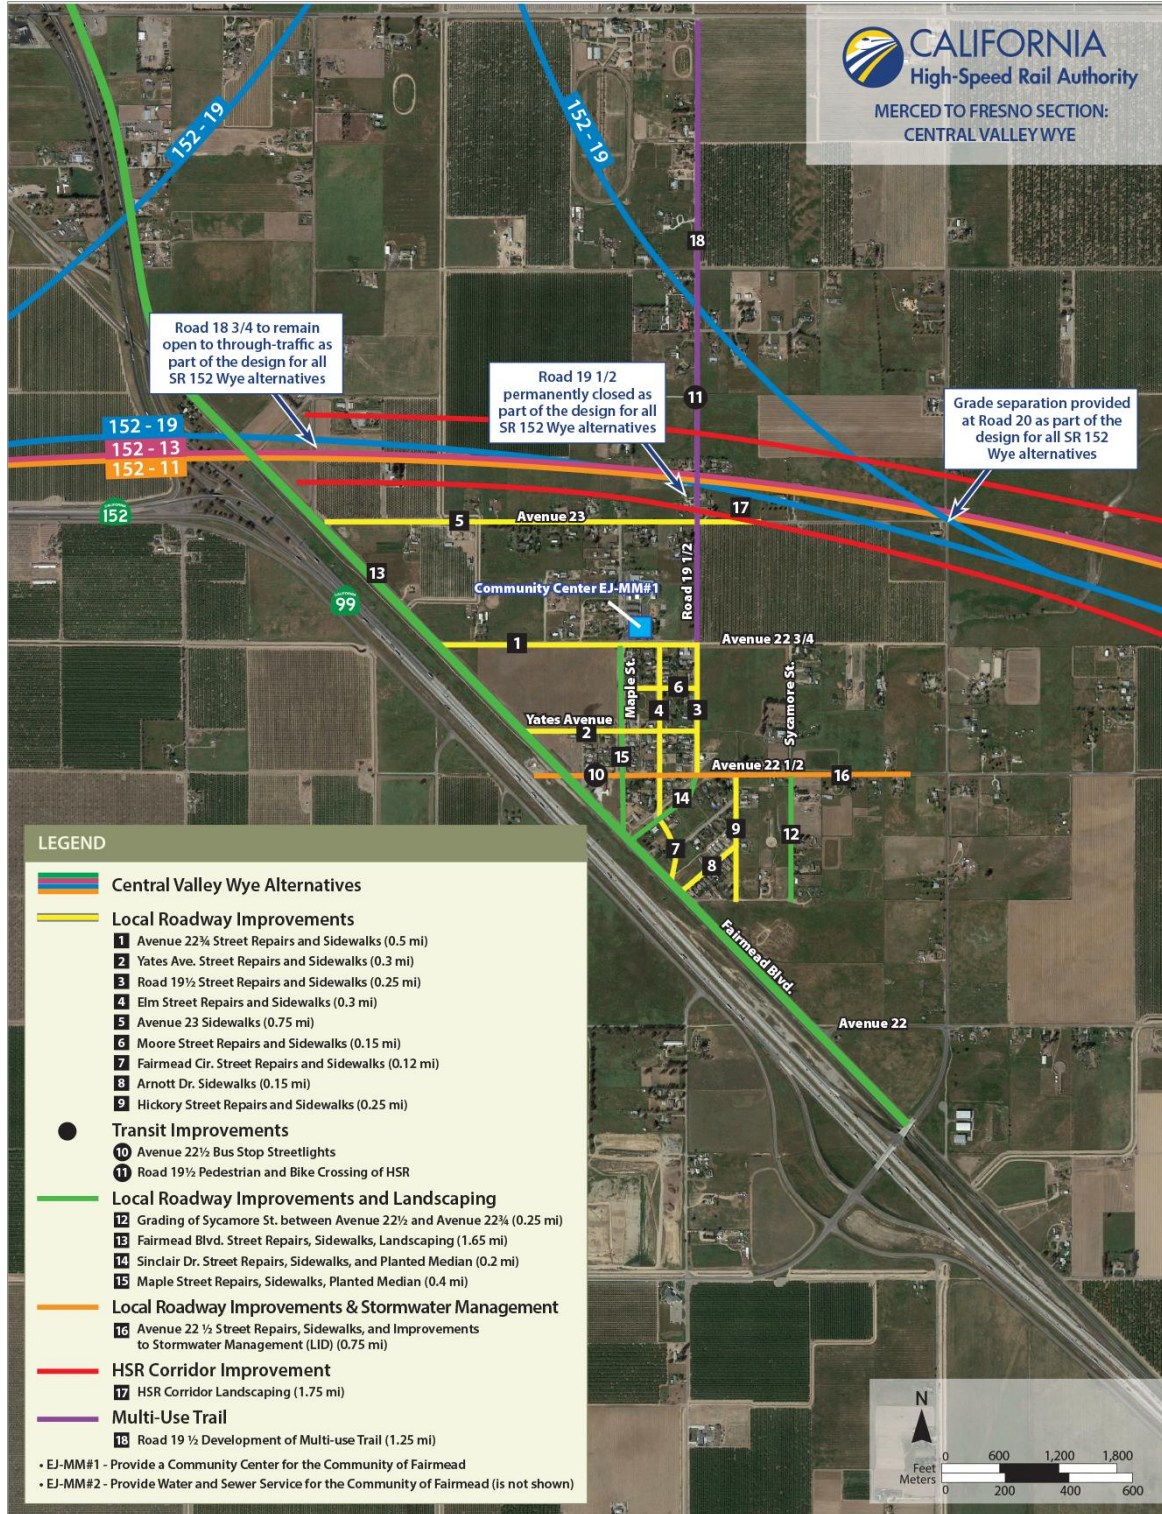 CALIFORNIA
High-Speed Rail Authority
MERCED TO FRESNO SECTION:
CENTRAL VALLEY WYE
152 - 19
152 - 19
18
Road 18 3/4 to remain
open to through-traffic as
part of the design for all
SR 152 Wye alternatives
Road 19 1/2
permanently closed as
part of the design for all
SR 152 Wye alternatives
11
Grade separation provided
at Road 20 as part of the
design for all SR 152
Wye alternatives
152 - 19
152 - 13
152 - 11
CALIFORNIA
152
5
Avenue 23
17
13
CALIFORNIA
99
Community Center EJ-MM#1
Road 19 1/2
1
Avenue 22 3/4
Maple St.
6
4
3
Sycamore St.
Yates Avenue
2
15
10
Avenue 22 1/2
16
14
9
12
7
8
Fairmead Blvd.
Avenue 22
LEGEND
Central Valley Wye Alternatives
Local Roadway Improvements
1 Avenue 22¾ Street Repairs and Sidewalks (0.5 mi)
2 Yates Ave. Street Repairs and Sidewalks (0.3 mi)
3 Road 19½ Street Repairs and Sidewalks (0.25 mi)
4 Elm Street Repairs and Sidewalks (0.3 mi)
5 Avenue 23 Sidewalks (0.75 mi)
6 Moore Street Repairs and Sidewalks (0.15 mi)
7 Fairmead Cir. Street Repairs and Sidewalks (0.12 mi)
8 Arnott Dr. Sidewalks (0.15 mi)
9 Hickory Street Repairs and Sidewalks (0.25 mi)
Transit Improvements
10 Avenue 22½ Bus Stop Streetlights
11 Road 19½ Pedestrian and Bike Crossing of HSR
Local Roadway Improvements and Landscaping
12 Grading of Sycamore St. between Avenue 22½ and Avenue 22¾ (0.25 mi)
13 Fairmead Blvd. Street Repairs, Sidewalks, Landscaping (1.65 mi)
14 Sinclair Dr. Street Repairs, Sidewalks, and Planted Median (0.2 mi)
15 Maple Street Repairs, Sidewalks, Planted Median (0.4 mi)
Local Roadway Improvements & Stormwater Management
16 Avenue 22 ½ Street Repairs, Sidewalks, and Improvements
to Stormwater Management (LID) (0.75 mi)
HSR Corridor Improvement
17 HSR Corridor Landscaping (1.75 mi)
Multi-Use Trail
18 Road 19 ½ Development of Multi-use Trail (1.25 mi)
• EJ-MM#1 - Provide a Community Center for the Community of Fairmead
• EJ-MM#2 - Provide Water and Sewer Service for the Community of Fairmead (is not shown)
N
0 600 1,200 1,800
Feet
Meters
0 200 400 600